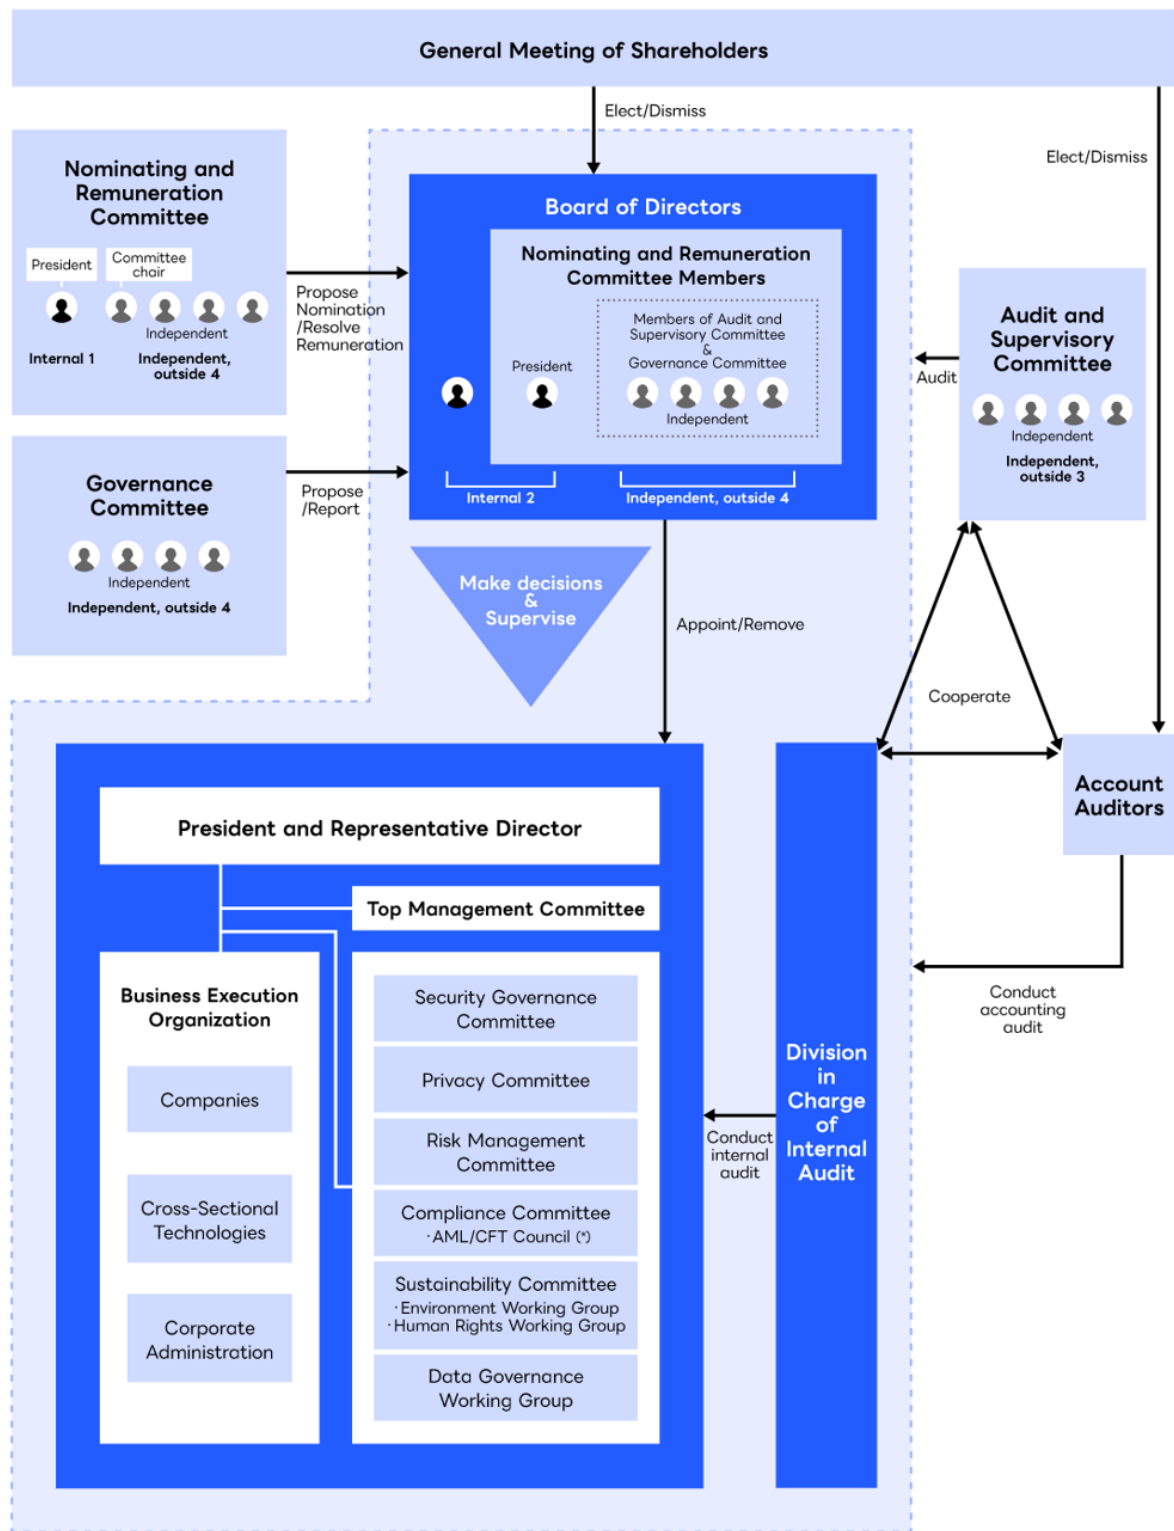 General Meeting of Shareholders
Elect/Dismiss
Elect/Dismiss
Nominating and
Remuneration
Committee
President
Committee
chair
Independent
Internal 1
Independent,
outside 4
Propose
Nomination
/Resolve
Remuneration
Governance
Committee
Independent
Independent, outside 4
Propose
/Report
Board of Directors
Nominating and Remuneration
Committee Members
Members of Audit and
Supervisory Committee
&
Governance Committee
President
Independent
Internal 2
Independent, outside 4
Audit and
Supervisory
Committee
Independent
Independent,
outside 3
Audit
Make decisions
&
Supervise
Appoint/Remove
Cooperate
Account
Auditors
Conduct
accounting
audit
President and Representative Director
Top Management Committee
Business Execution
Organization
Companies
Cross-Sectional
Technologies
Corporate
Administration
Security Governance
Committee
Privacy Committee
Risk Management
Committee
Compliance Committee
・AML/CFT Council (*)
Sustainability Committee
・Environment Working Group
・Human Rights Working Group
Data Governance
Working Group
Conduct
internal
audit
Division
in
Charge
of
Internal
Audit